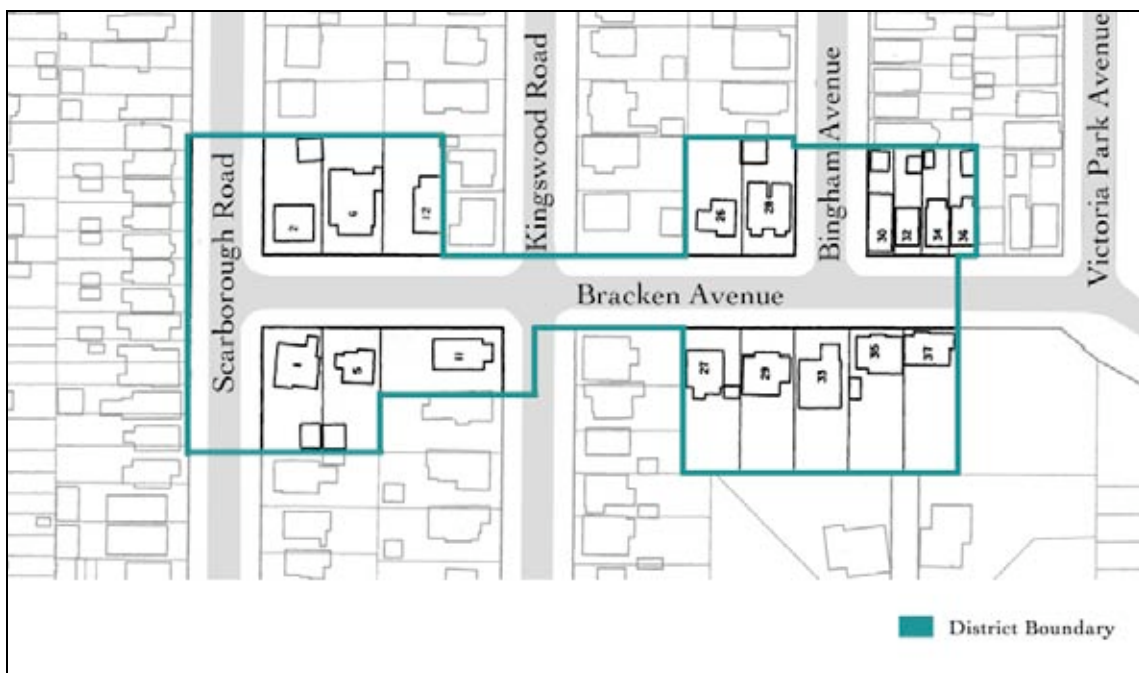 Scarborough Road
Kingswood Road
Bingham Avenue
Victoria Park Avenue
2
6
12
26
28
30
32
34
36
Bracken Avenue
1
5
11
27
29
33
35
37
District Boundary